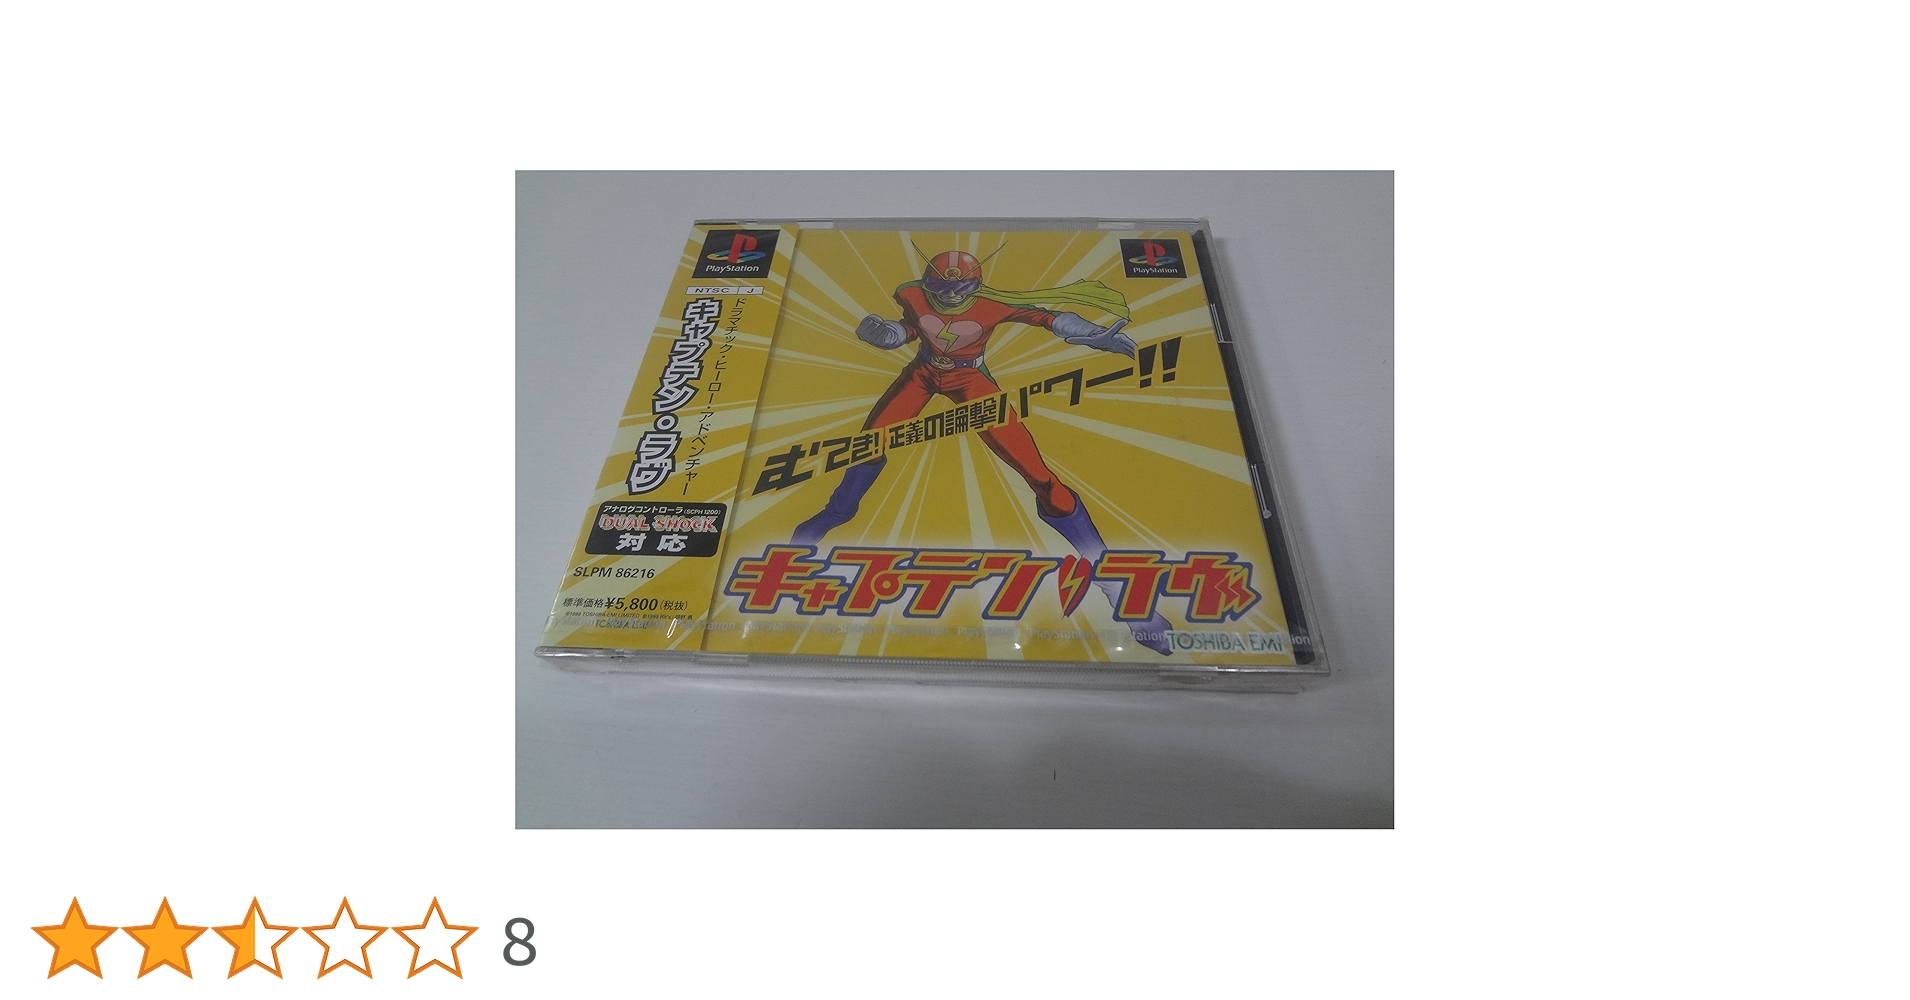 PlayStation
NTSC J
ドラマチック・ヒーロー・アドベンチャー
キャプテン・ラヴ
アナログコントローラ(SCPH 1200)
DUAL SHOCK
対応
SLPM 86216
標準価格¥5,800(税抜)
PlayStation
むてき!正義の論撃パワー!!
キャプテン・ラヴ
TOSHIBA EMI
8